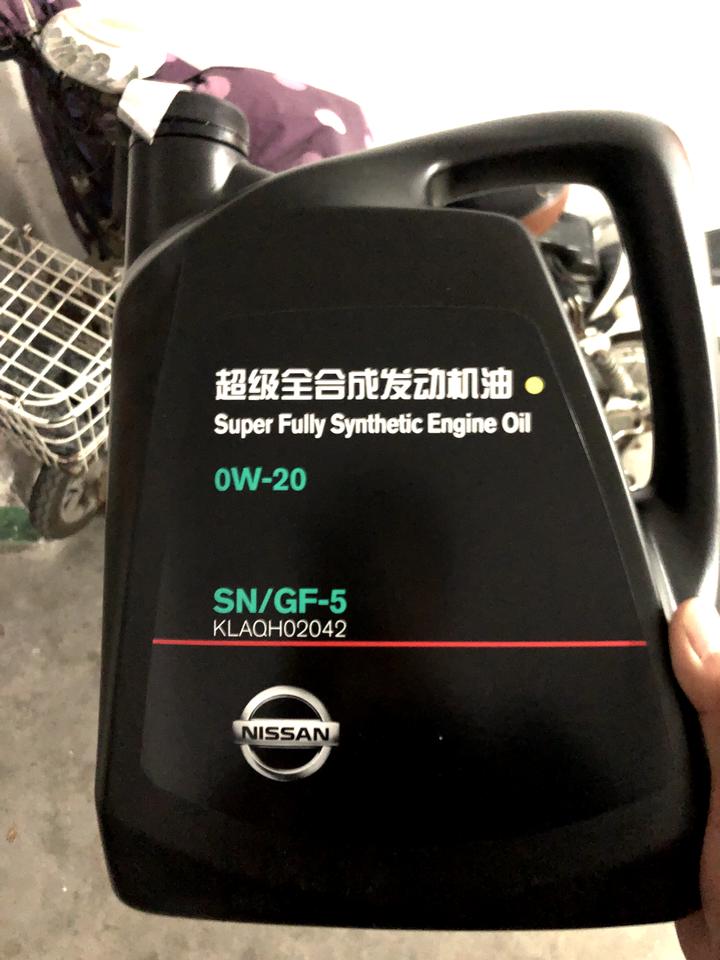 超级全合成发动机油
Super Fully Synthetic Engine Oil
0W-20
SN/GF-5
KLAQH02042
NISSAN